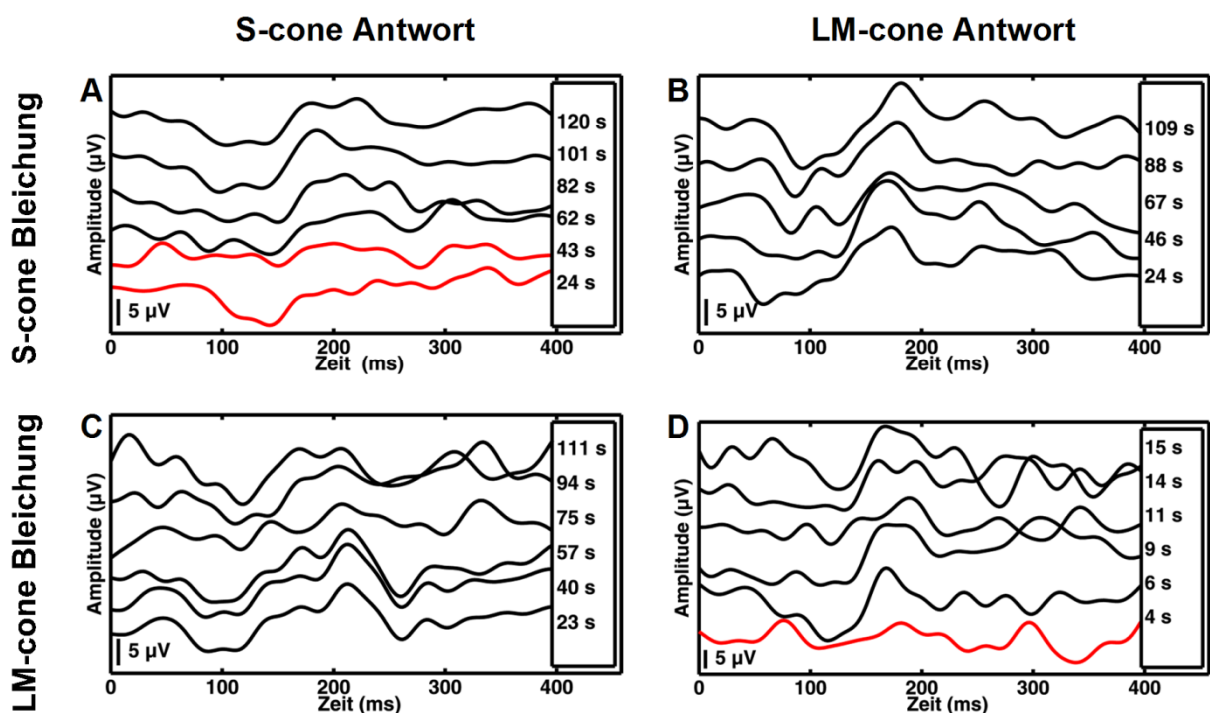 S-cone Antwort
LM-cone Antwort
S-cone Bleichung
A
Amplitude (µV)
120 s
101 s
82 s
62 s
43 s
24 s
5 µV
0 100 200 300 400
Zeit (ms)
B
Amplitude (µV)
109 s
88 s
67 s
46 s
24 s
5 µV
0 100 200 300 400
Zeit (ms)
LM-cone Bleichung
C
Amplitude (µV)
111 s
94 s
75 s
57 s
40 s
23 s
5 µV
0 100 200 300 400
Zeit (ms)
D
Amplitude (µV)
15 s
14 s
11 s
9 s
6 s
4 s
5 µV
0 100 200 300 400
Zeit (ms)